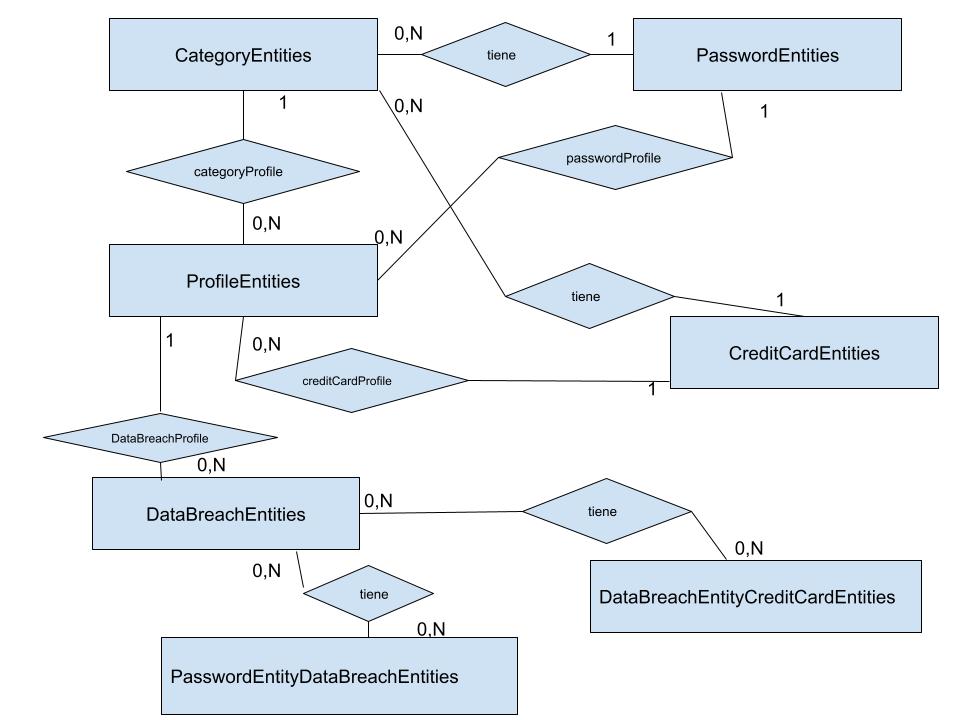 CategoryEntities
0,N
tiene
1
PasswordEntities
1
0,N
1
categoryProfile
passwordProfile
0,N
0,N
ProfileEntities
tiene
1
1
0,N
CreditCardEntities
creditCardProfile
1
DataBreachProfile
0,N
DataBreachEntities
0,N
tiene
0,N
0,N
tiene
DataBreachEntityCreditCardEntities
0,N
PasswordEntityDataBreachEntities